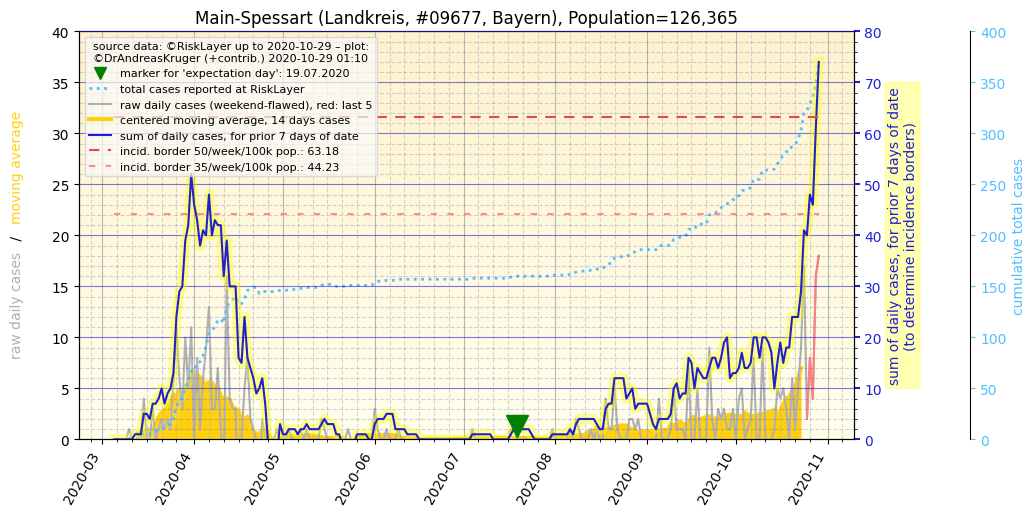 Main-Spessart (Landkreis, #09677, Bayern), Population=126,365
source data: ©RiskLayer up to 2020-10-29 – plot:
©DrAndreasKruger (+contrib.) 2020-10-29 01:10
marker for 'expectation day': 19.07.2020
total cases reported at RiskLayer
raw daily cases (weekend-flawed), red: last 5
centered moving average, 14 days cases
sum of daily cases, for prior 7 days of date
incid. border 50/week/100k pop.: 63.18
incid. border 35/week/100k pop.: 44.23
raw daily cases / moving average
40
35
30
25
20
15
10
5
0
80
70
60
50
40
30
20
10
0
sum of daily cases, for prior 7 days of date
(to determine incidence borders)
400
350
300
250
200
150
100
50
0
cumulative total cases
2020-03
2020-04
2020-05
2020-06
2020-07
2020-08
2020-09
2020-10
2020-11